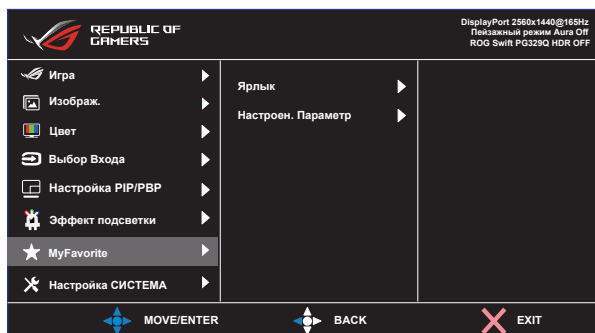 REPUBLIC OF
GAMERS
DisplayPort 2560x1440@165Hz
Пейзажный режим Aura Off
ROG Swift PG329Q HDR OFF
Игра
Изображ.
Цвет
Выбор Входа
Настройка PIP/PBP
Эффект подсветки
MyFavorite
Настройка СИСТЕМА
Ярлык
Настроен. Параметр
MOVE/ENTER
BACK
EXIT